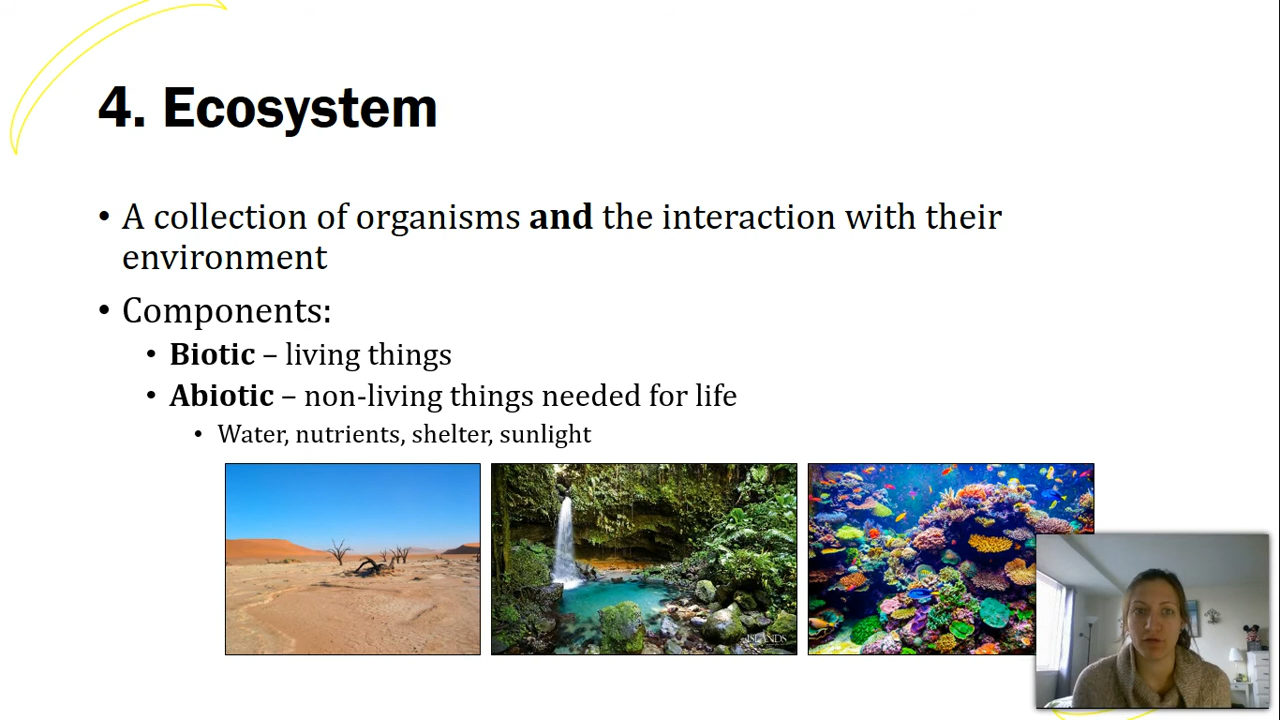 4. Ecosystem
• A collection of organisms and the interaction with their
environment
• Components:
• Biotic – living things
• Abiotic – non-living things needed for life
• Water, nutrients, shelter, sunlight
ISLANDS